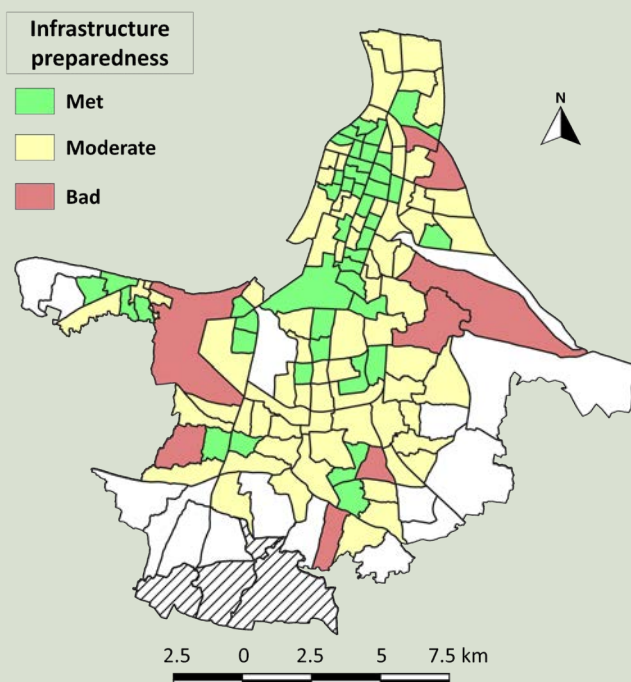 Infrastructure
preparedness
Met
Moderate
Bad
N
2.5 0 2.5 5 7.5 km